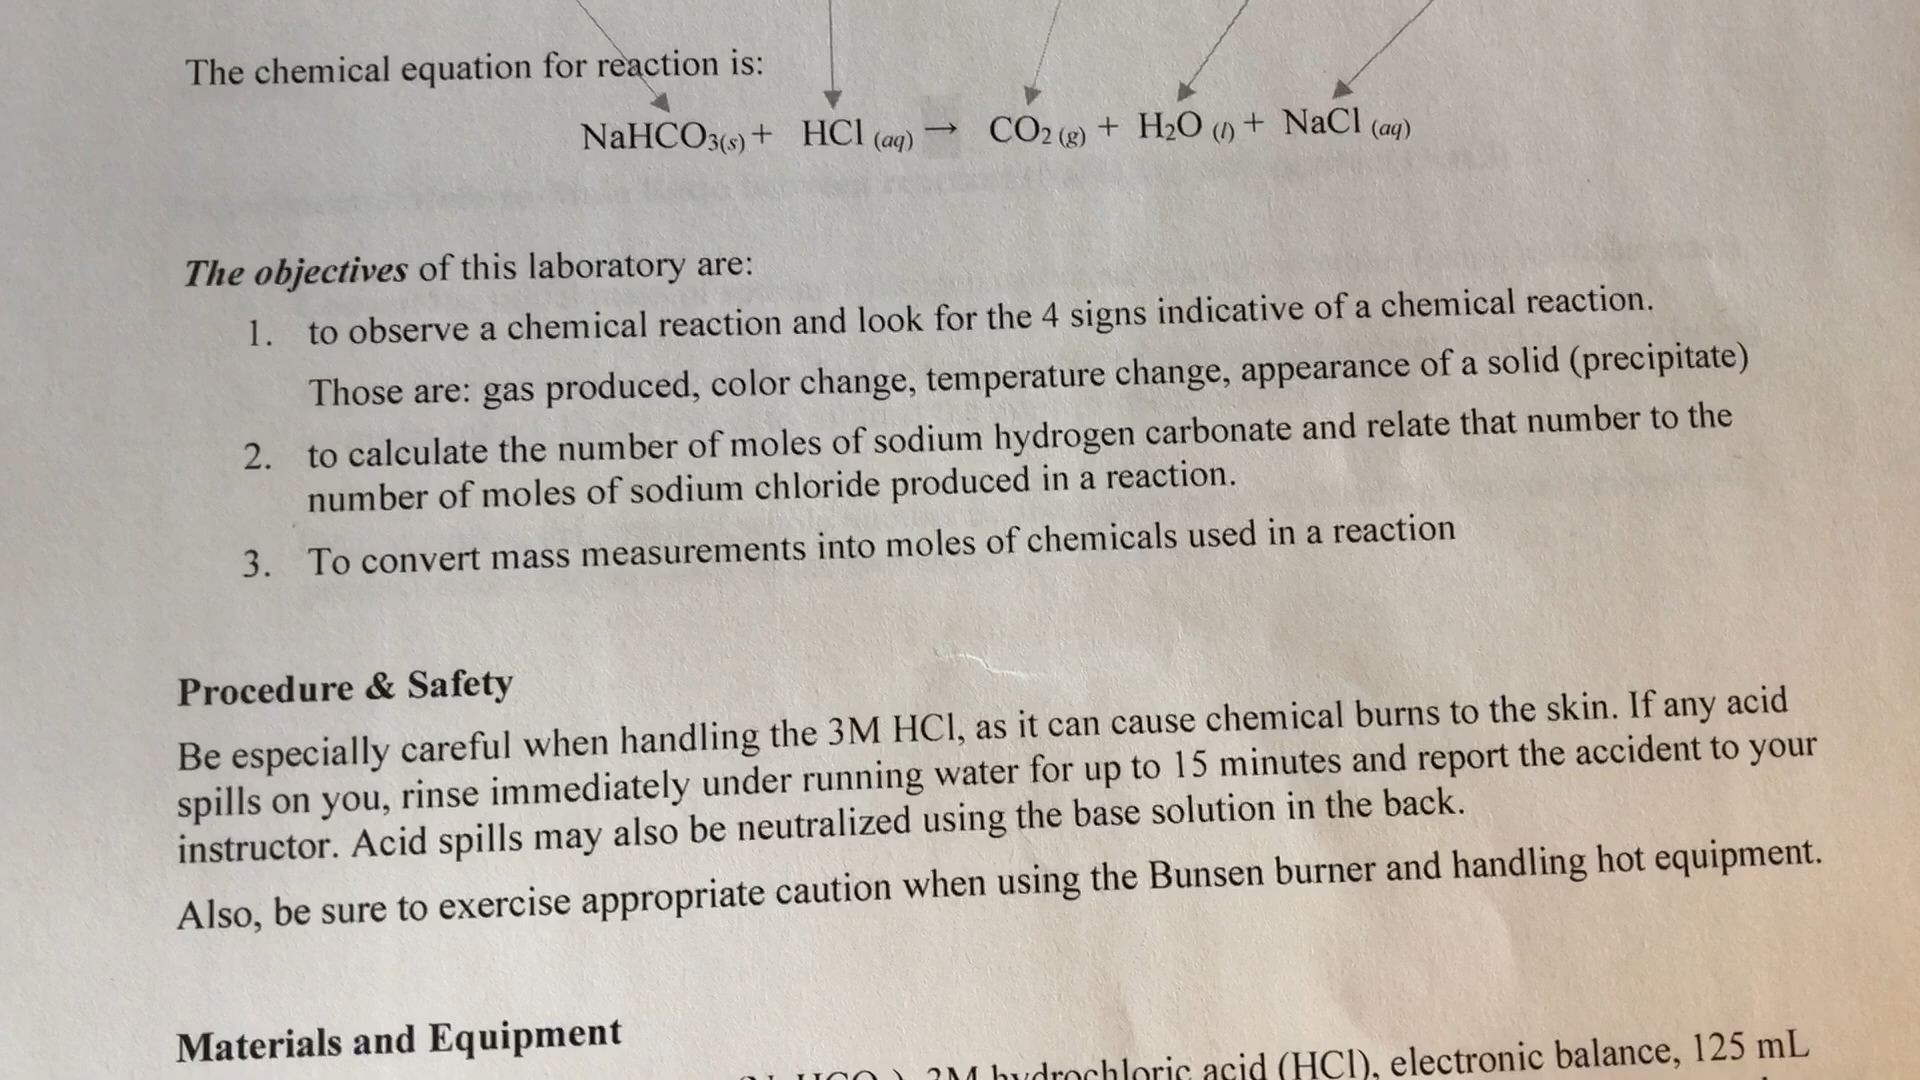 The chemical equation for reaction is:
NaHCO3(s) + HCl (aq) → CO2 (g) + H2O (l) + NaCl (aq)
The objectives of this laboratory are:
1. to observe a chemical reaction and look for the 4 signs indicative of a chemical reaction.
Those are: gas produced, color change, temperature change, appearance of a solid (precipitate)
2. to calculate the number of moles of sodium hydrogen carbonate and relate that number to the
number of moles of sodium chloride produced in a reaction.
3. To convert mass measurements into moles of chemicals used in a reaction
Procedure & Safety
Be especially careful when handling the 3M HCl, as it can cause chemical burns to the skin. If any acid
spills on you, rinse immediately under running water for up to 15 minutes and report the accident to your
instructor. Acid spills may also be neutralized using the base solution in the back.
Also, be sure to exercise appropriate caution when using the Bunsen burner and handling hot equipment.
Materials and Equipment
hydrochloric acid (HCl), electronic balance, 125 mL